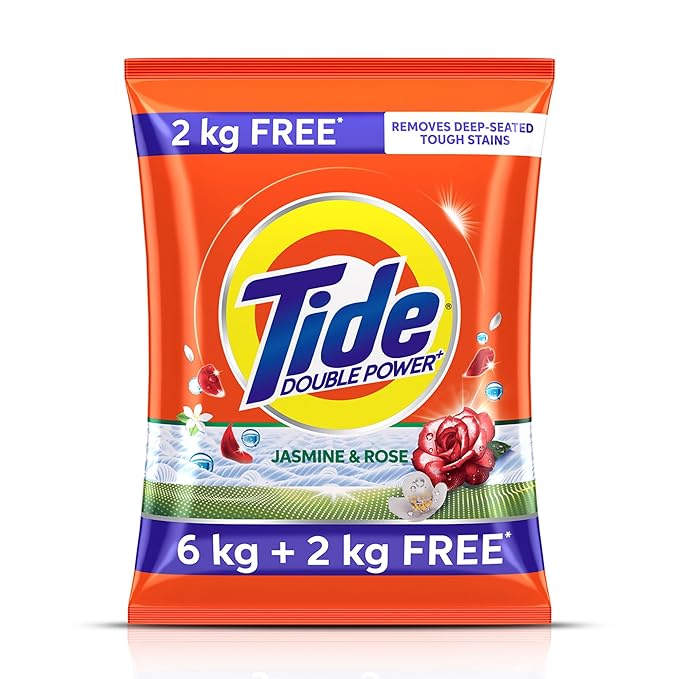 2 kg FREE*
REMOVES DEEP-SEATED
TOUGH STAINS
Tide®
DOUBLE POWER+
JASMINE & ROSE
6 kg + 2 kg FREE*